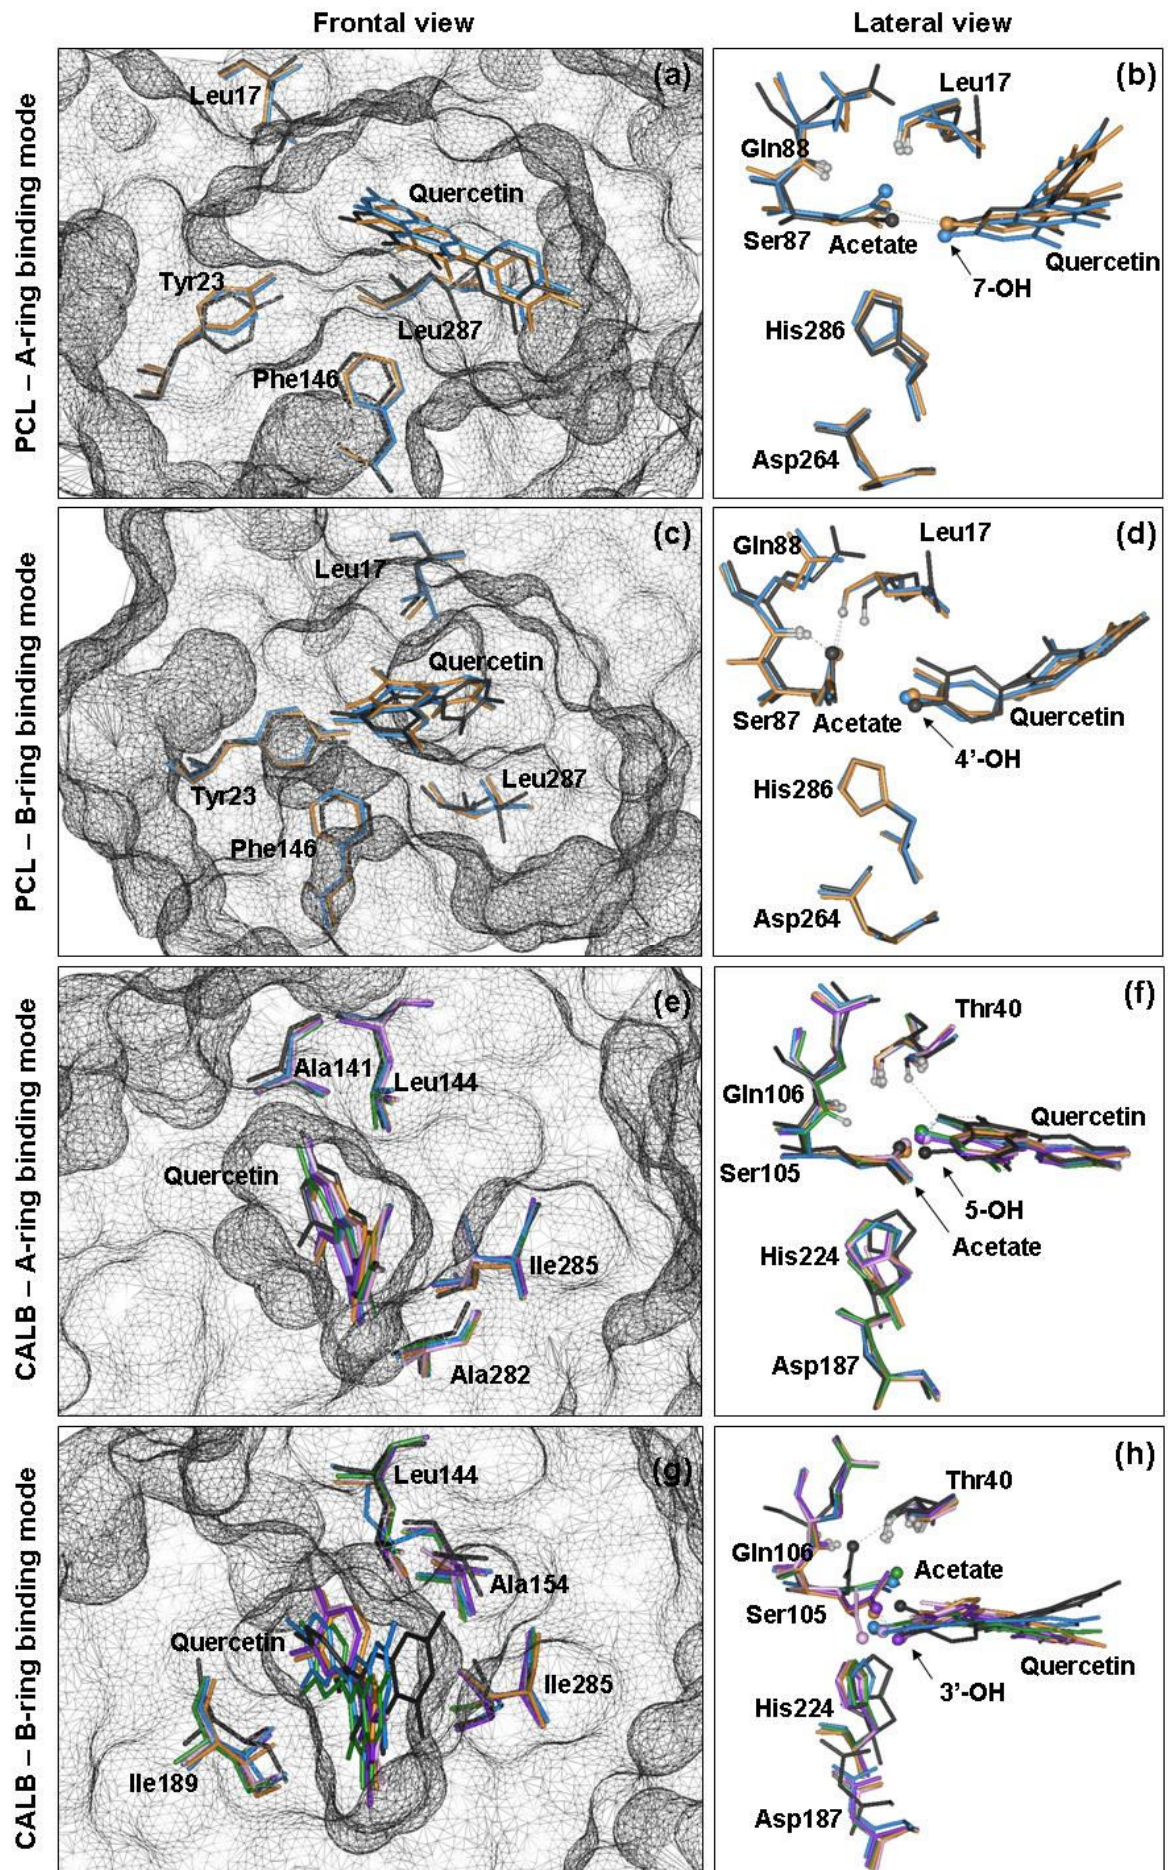 Frontal view
Lateral view
PCL – A-ring binding mode
(a)
Leu17
Quercetin
Tyr23
Leu287
Phe146
(b)
Leu17
Gln88
Ser87
Acetate
Quercetin
7-OH
His286
Asp264
PCL – B-ring binding mode
(c)
Leu17
Quercetin
Tyr23
Leu287
Phe146
(d)
Gln88
Leu17
Ser87
Acetate
Quercetin
4’-OH
His286
Asp264
CALB – A-ring binding mode
(e)
Ala141
Leu144
Quercetin
Ile285
Ala282
(f)
Thr40
Gln106
Quercetin
Ser105
5-OH
Acetate
His224
Asp187
CALB – B-ring binding mode
(g)
Leu144
Ala154
Quercetin
Ile285
Ile189
(h)
Thr40
Gln106
Acetate
Ser105
Quercetin
3’-OH
His224
Asp187